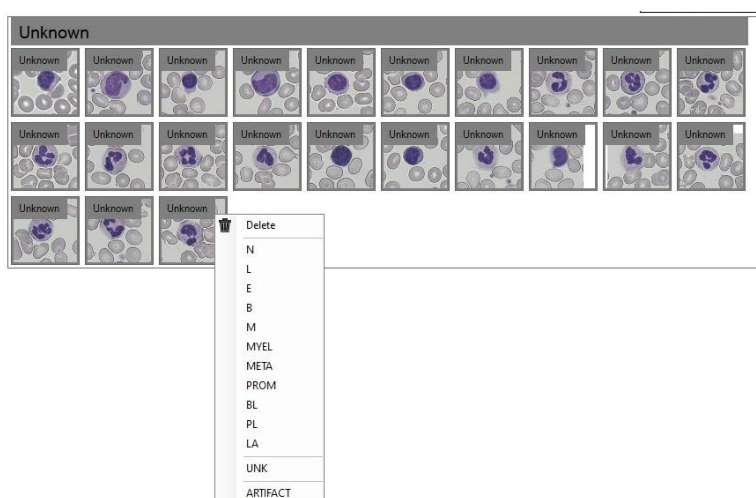 Unknown
Unknown Unknown Unknown Unknown Unknown Unknown Unknown Unknown Unknown Unknown
Unknown Unknown Unknown Unknown Unknown Unknown Unknown Unknown Unknown Unknown
Unknown Unknown Unknown
Delete
N
L
E
B
M
MYEL
META
PROM
BL
PL
LA
UNK
ARTIFACT